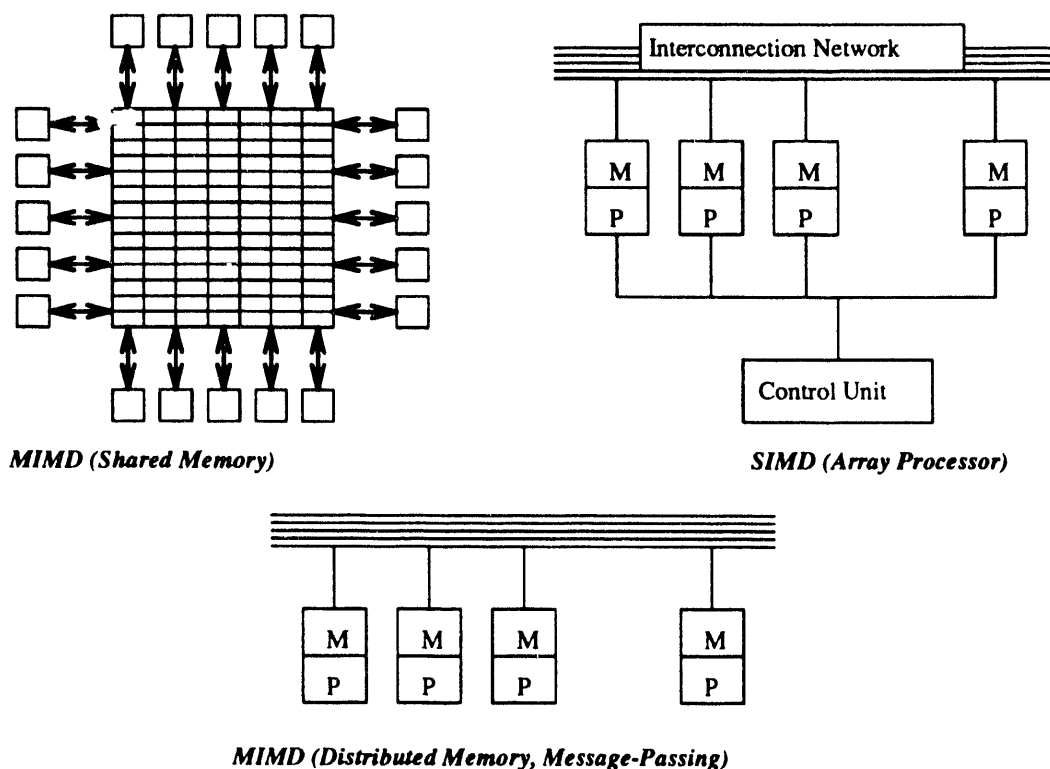 Interconnection Network
M M M M
P P P P
Control Unit
MIMD (Shared Memory)
SIMD (Array Processor)
M M M M
P P P P
MIMD (Distributed Memory, Message-Passing)